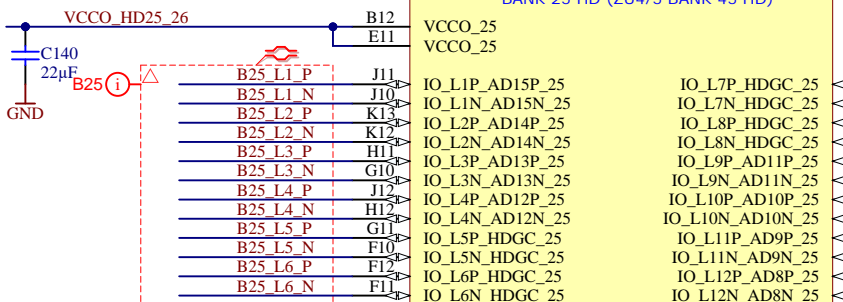 BANK 25 HD (ZU4/5 BANK 45 HD)
VCCO_HD25_26 B12 VCCO_25
E11 VCCO_25
C140
22µF
GND
B25 i
B25_L1_P J11 IO_L1P_AD15P_25 IO_L7P_HDGC_25
B25_L1_N J10 IO_L1N_AD15N_25 IO_L7N_HDGC_25
B25_L2_P K13 IO_L2P_AD14P_25 IO_L8P_HDGC_25
B25_L2_N K12 IO_L2N_AD14N_25 IO_L8N_HDGC_25
B25_L3_P H11 IO_L3P_AD13P_25 IO_L9P_AD11P_25
B25_L3_N G10 IO_L3N_AD13N_25 IO_L9N_AD11N_25
B25_L4_P J12 IO_L4P_AD12P_25 IO_L10P_AD10P_25
B25_L4_N H12 IO_L4N_AD12N_25 IO_L10N_AD10N_25
B25_L5_P G11 IO_L5P_HDGC_25 IO_L11P_AD9P_25
B25_L5_N F10 IO_L5N_HDGC_25 IO_L11N_AD9N_25
B25_L6_P F12 IO_L6P_HDGC_25 IO_L12P_AD8P_25
B25_L6_N F11 IO_L6N_HDGC_25 IO_L12N_AD8N_25